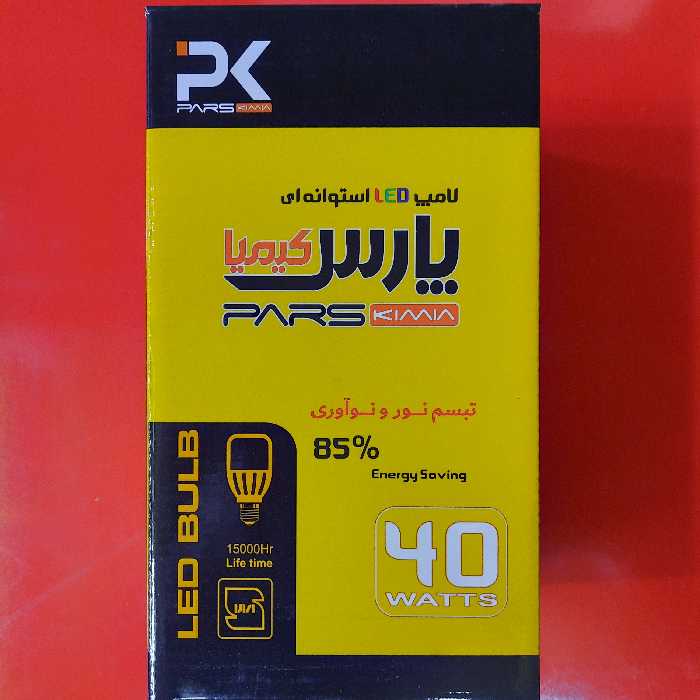 PK
PARS KIMIA
لامپ LED استوانه ای
پارس کیمیا
PARS KIMIA
تبسم نور و نوآوری
85%
Energy Saving
40
WATTS
LED BULB
15000Hr
Life time